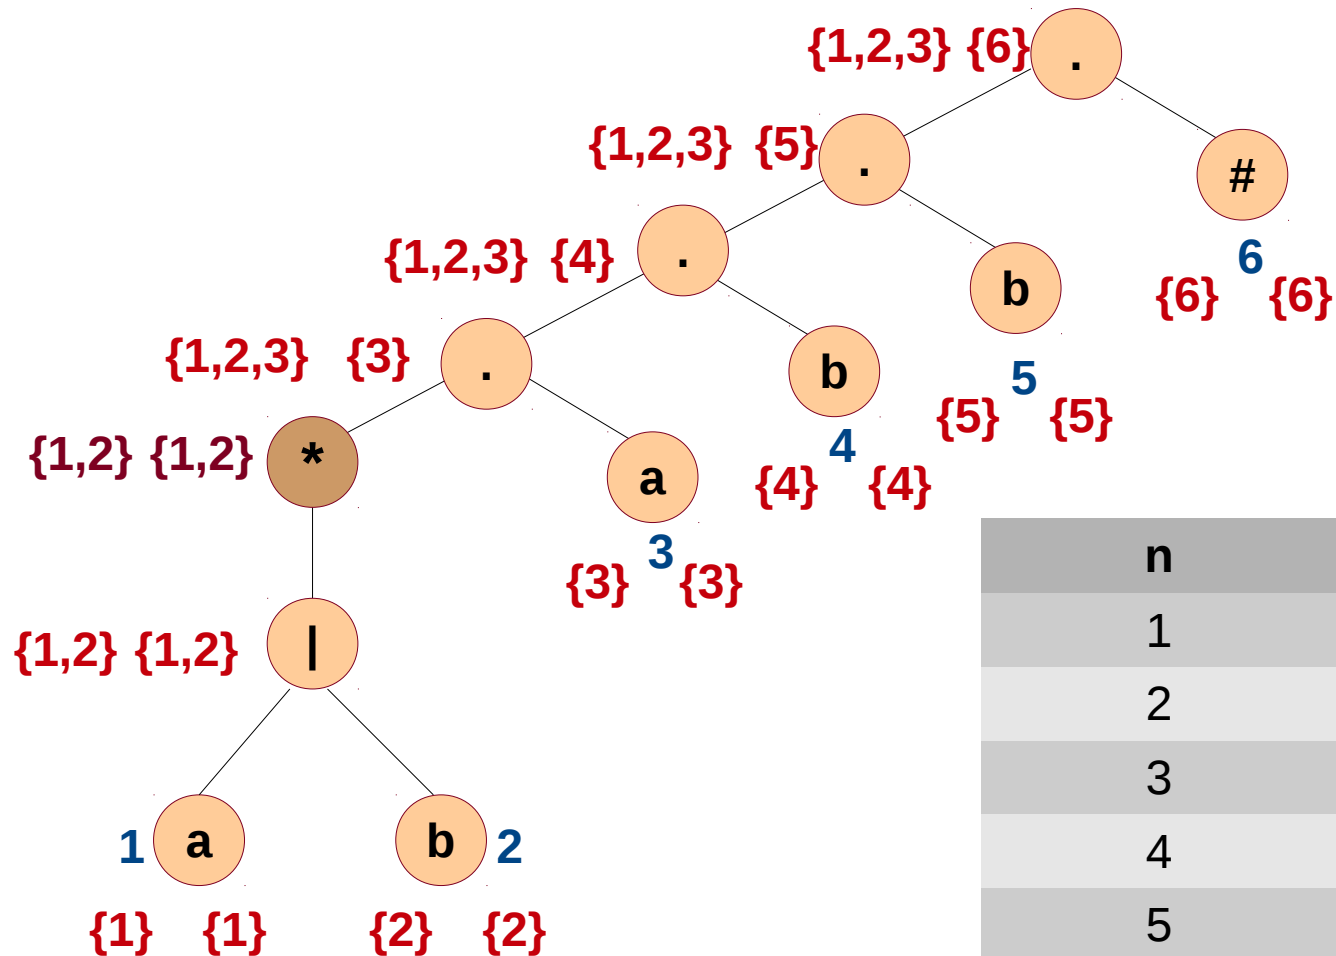 {1,2,3} {6} .
{1,2,3} {5} .
#
{1,2,3} {4} .
6
{6} {6}
b
{1,2,3} {3} .
b
5
{5} {5}
{1,2} {1,2} *
a
4
{4} {4}
3
{3} {3}
n
1
2
3
4
5
{1,2} {1,2} |
1 a b 2
{1} {1} {2} {2}